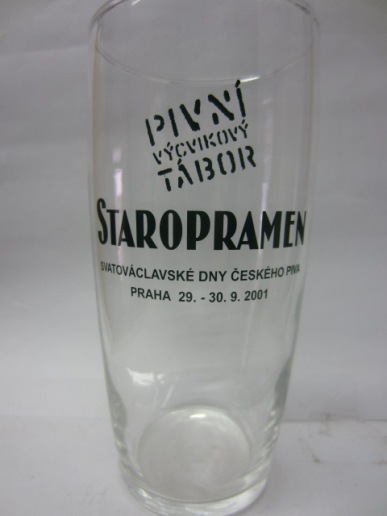 PIVNÍ
VÝCVIKOVÝ
TÁBOR
STAROPRAMEN
SVATOVÁCLAVSKÉ DNY ČESKÉHO PIVA
PRAHA 29. - 30. 9. 2001